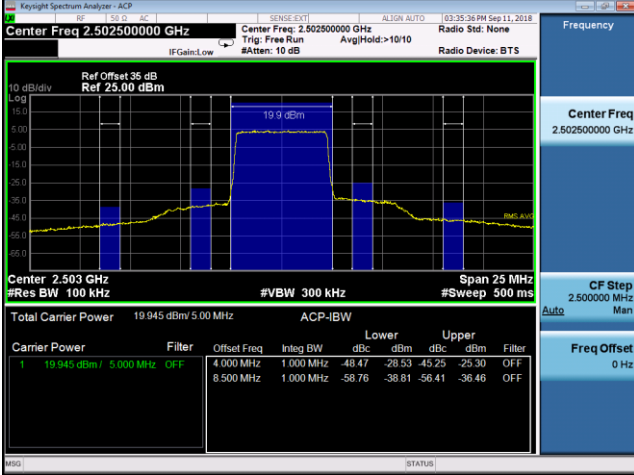 Keysight Spectrum Analyzer - ACP
RF 50 Ω AC SENSE:EXT ALIGN AUTO 03:35:36 PM Sep 11, 2018
Center Freq 2.502500000 GHz
Center Freq: 2.502500000 GHz
Radio Std: None
Trig: Free Run Avg|Hold:>10/10
IFGain:Low #Atten: 10 dB Radio Device: BTS
Frequency
Ref Offset 35 dB
10 dB/div Ref 25.00 dBm
Log
15.0
5.00
-5.00
-15.0
-25.0
-35.0
-45.0
-55.0
-65.0
19.9 dBm
RMS AVG
Center 2.503 GHz Span 25 MHz
#Res BW 100 kHz #VBW 300 kHz #Sweep 500 ms
Total Carrier Power 19.945 dBm/ 5.00 MHz ACP-IBW
Lower Upper
Carrier Power Filter Offset Freq Integ BW dBc dBm dBc dBm Filter
1 19.945 dBm / 5.000 MHz OFF 4.000 MHz 1.000 MHz -48.47 -28.53 -45.25 -25.30 OFF
8.500 MHz 1.000 MHz -58.76 -38.81 -56.41 -36.46 OFF
Center Freq
2.502500000 GHz
CF Step
2.500000 MHz
Auto Man
Freq Offset
0 Hz
MSG STATUS